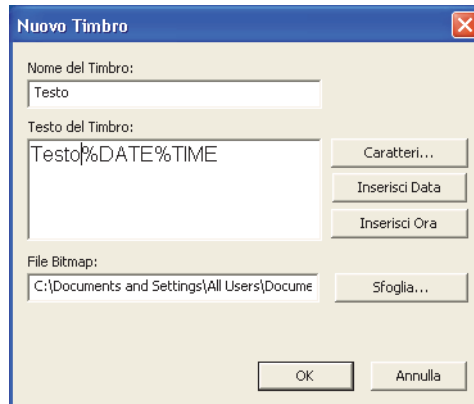 Nuovo Timbro
Nome del Timbro:
Testo
Testo del Timbro:
Testo%DATE%TIME
Caratteri...
Inserisci Data
Inserisci Ora
File Bitmap:
C:\Documents and Settings\All Users\Docume
Sfoglia...
OK
Annulla